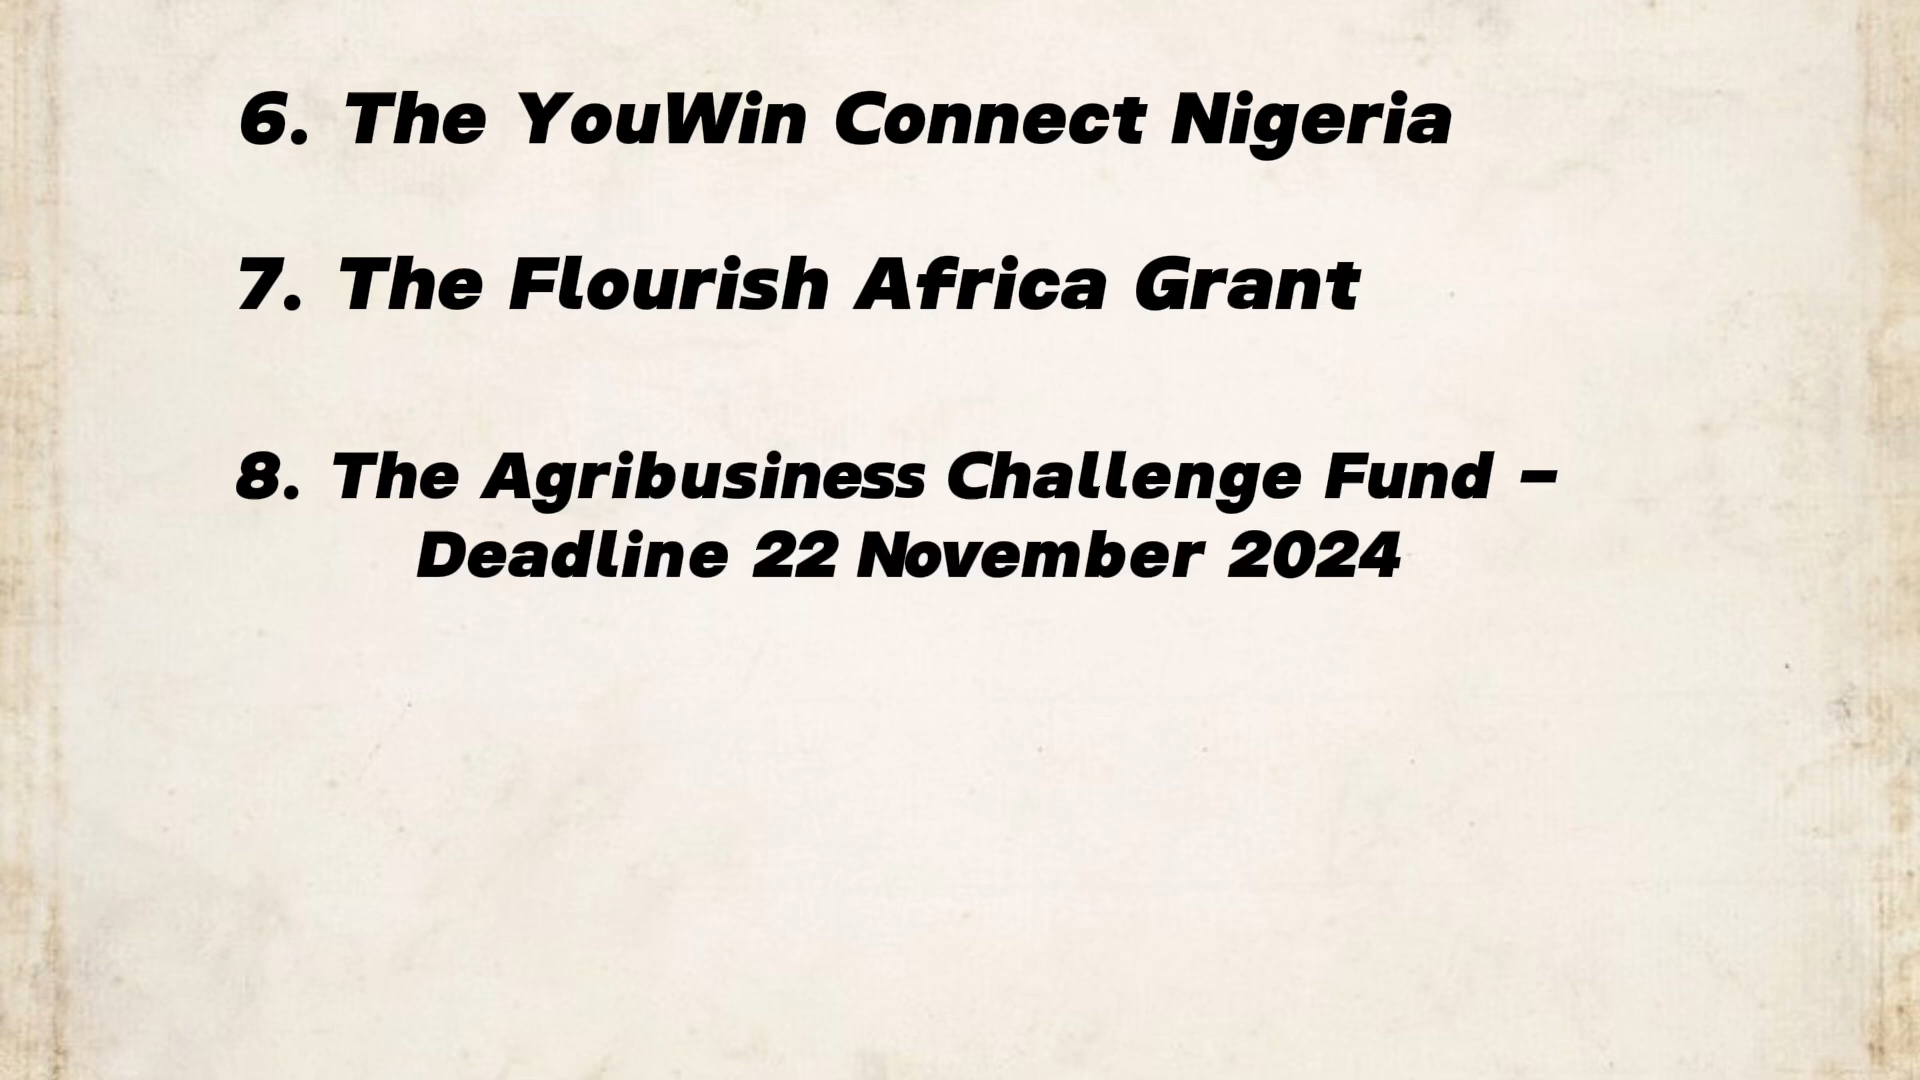 6. The YouWin Connect Nigeria
7. The Flourish Africa Grant
8. The Agribusiness Challenge Fund –
Deadline 22 November 2024